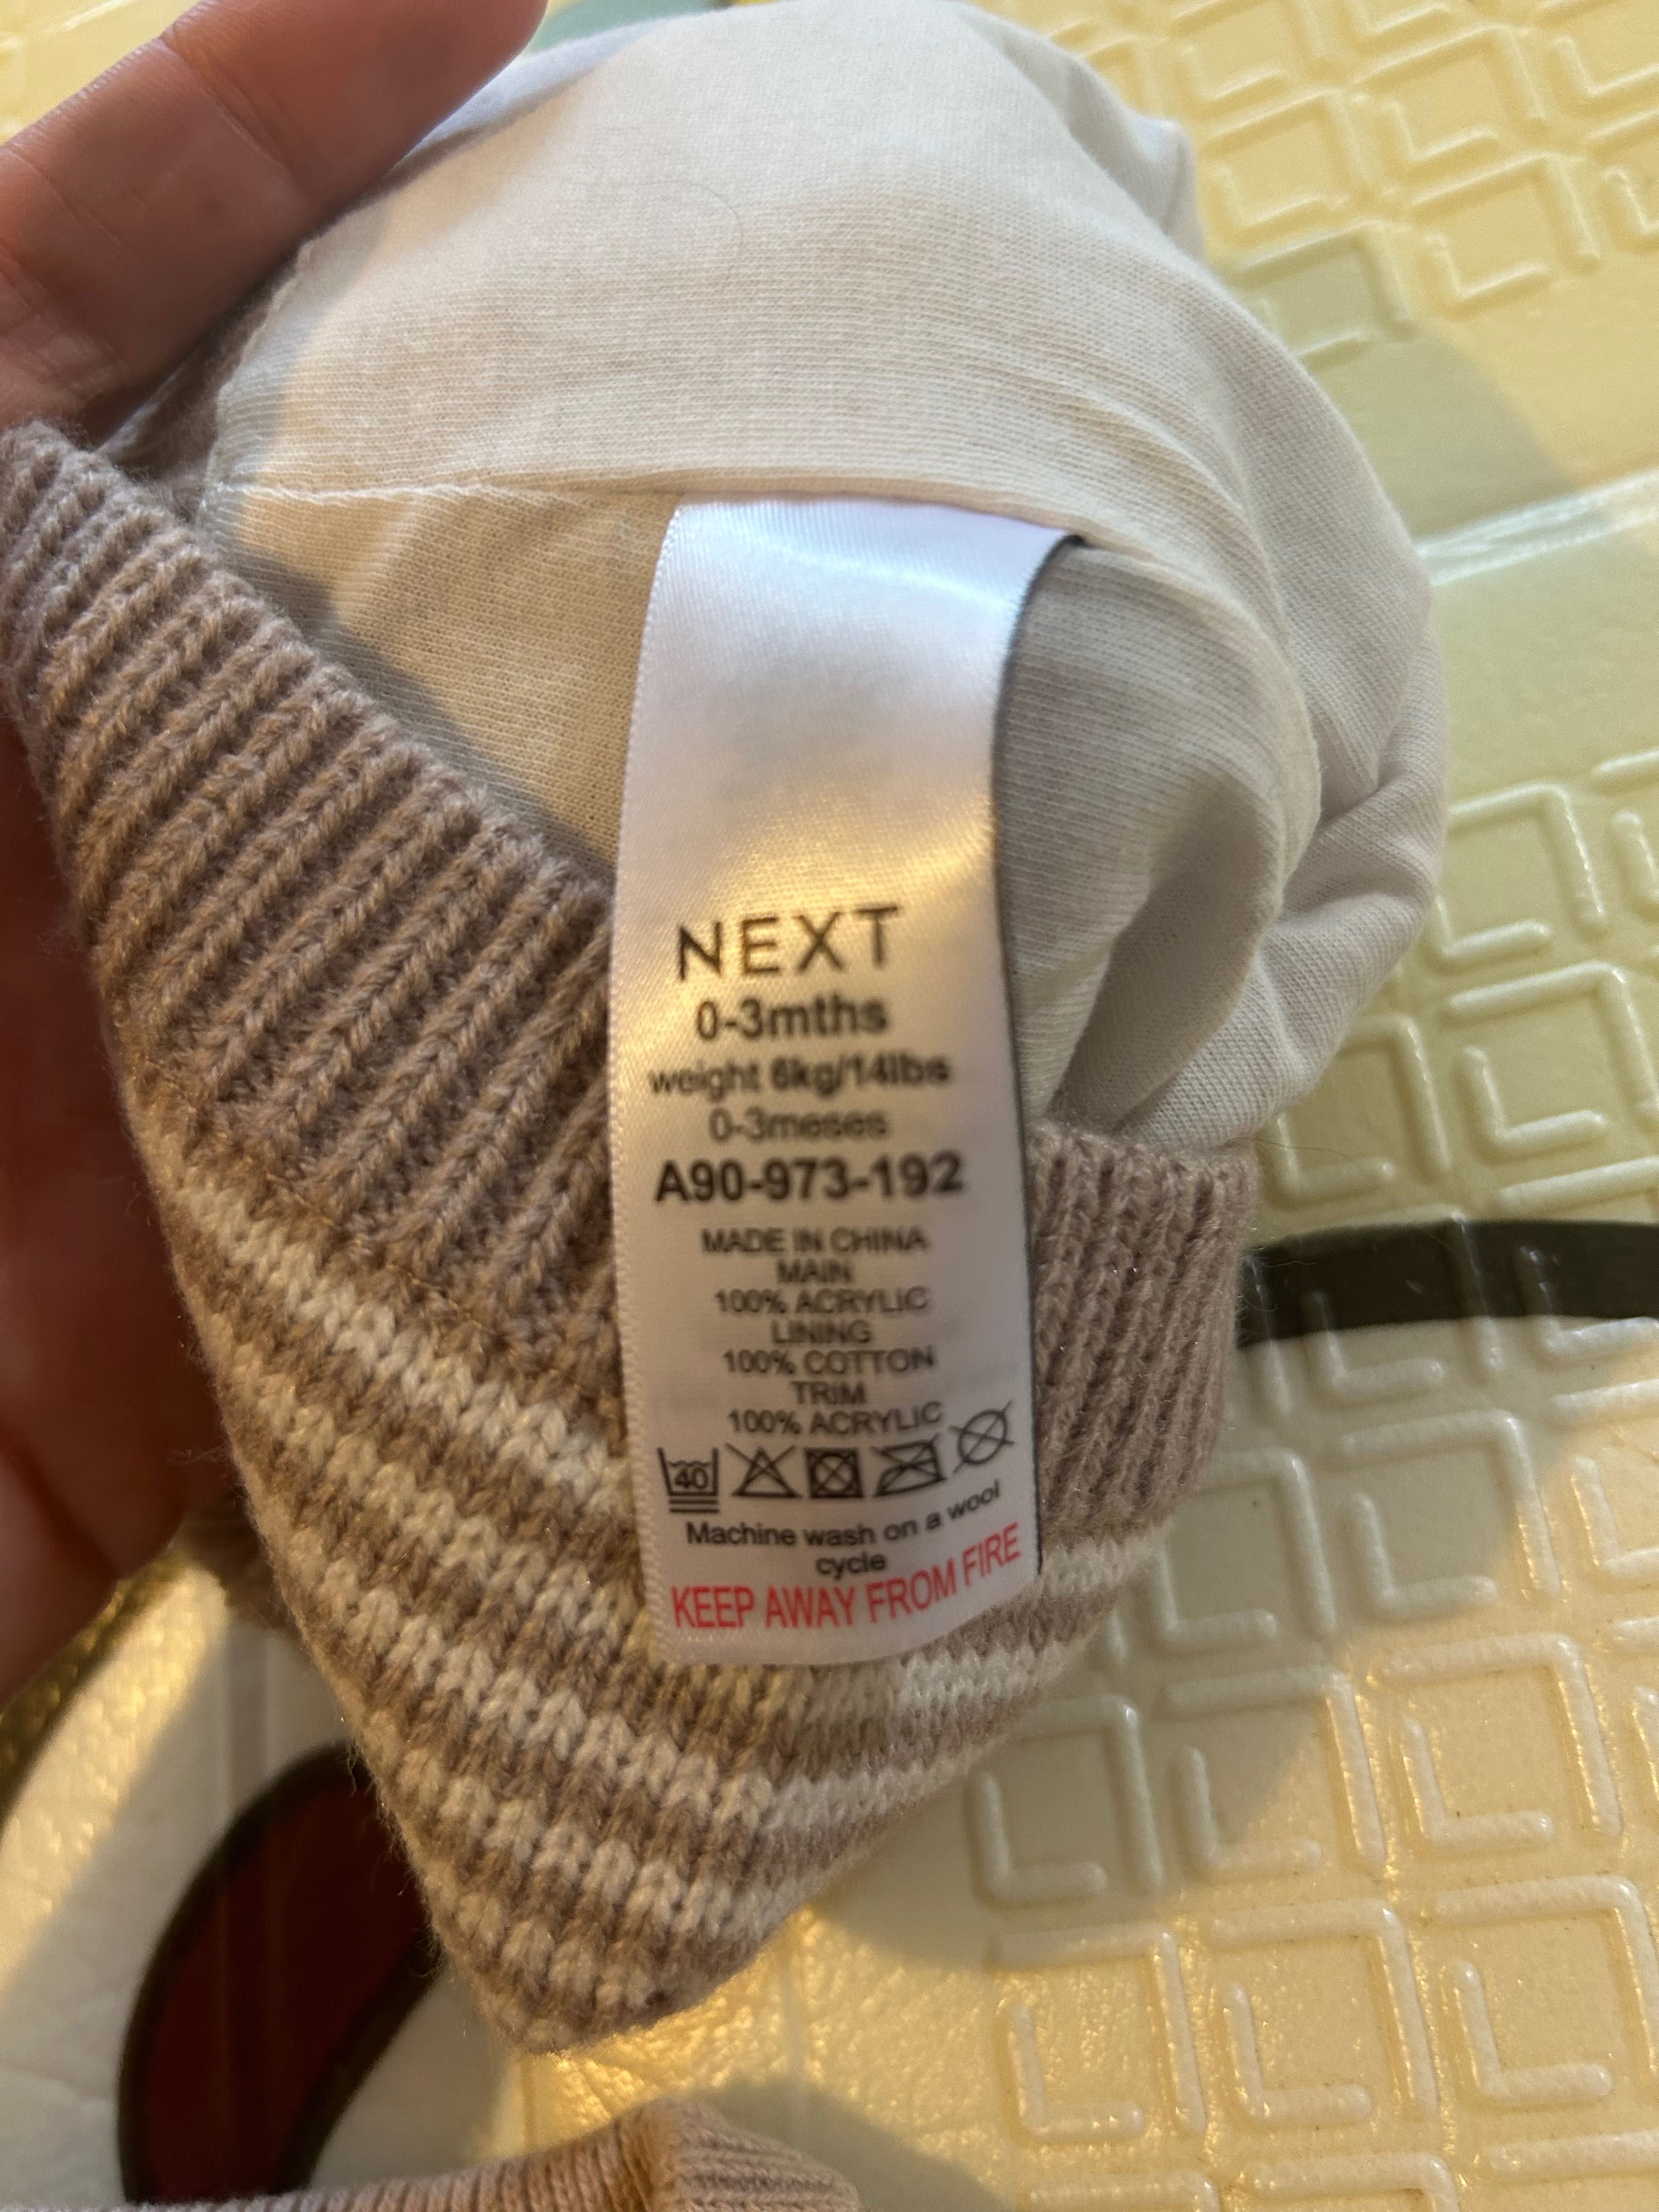 NEXT
0-3mths
weight 6kg/14lbs
0-3meses
A90-973-192
MADE IN CHINA
MAIN
100% ACRYLIC
LINING
100% COTTON
TRIM
100% ACRYLIC
40
Machine wash on a wool
cycle
KEEP AWAY FROM FIRE